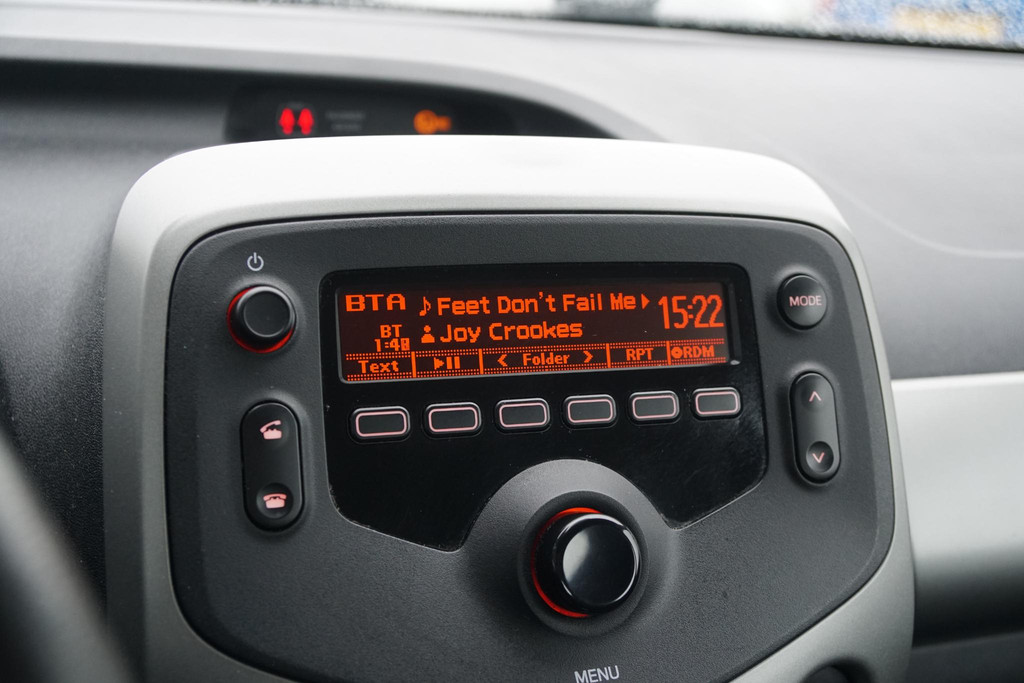 BTA Feet Don't Fail Me 15:22
BT Joy Crookes
1:48
Text < Folder > RPT RDM
MODE
MENU